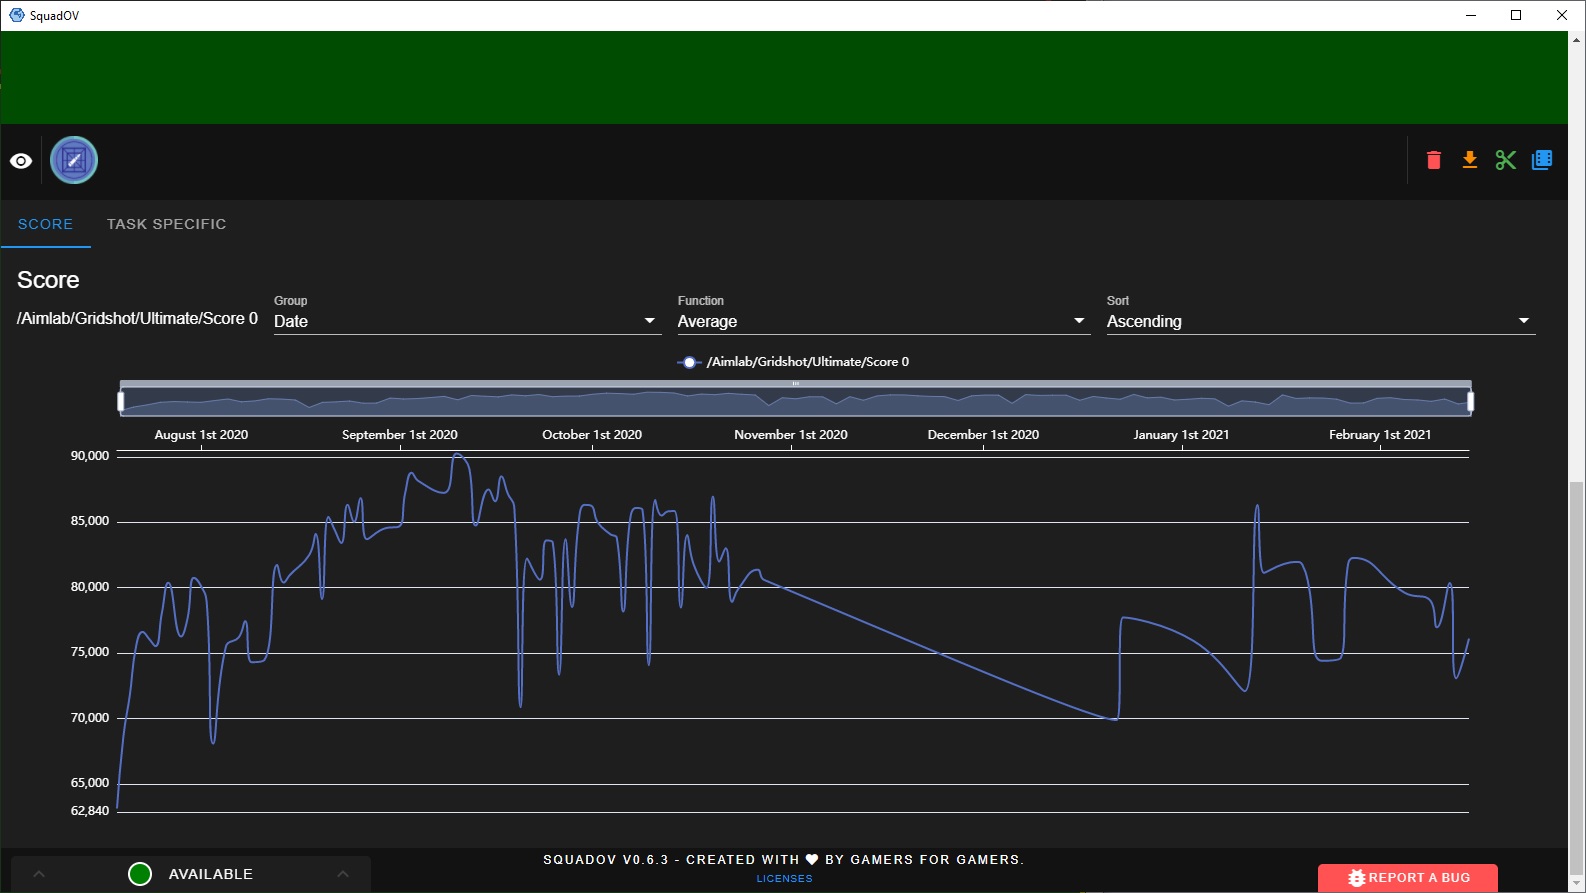 SquadOV
SCORE TASK SPECIFIC
Score
/Aimlab/Gridshot/Ultimate/Score 0
Group
Date
Function
Average
Sort
Ascending
/Aimlab/Gridshot/Ultimate/Score 0
August 1st 2020 September 1st 2020 October 1st 2020 November 1st 2020 December 1st 2020 January 1st 2021 February 1st 2021
90,000
85,000
80,000
75,000
70,000
65,000
62,840
AVAILABLE
SQUADOV V0.6.3 - CREATED WITH ❤ BY GAMERS FOR GAMERS.
LICENSES
REPORT A BUG